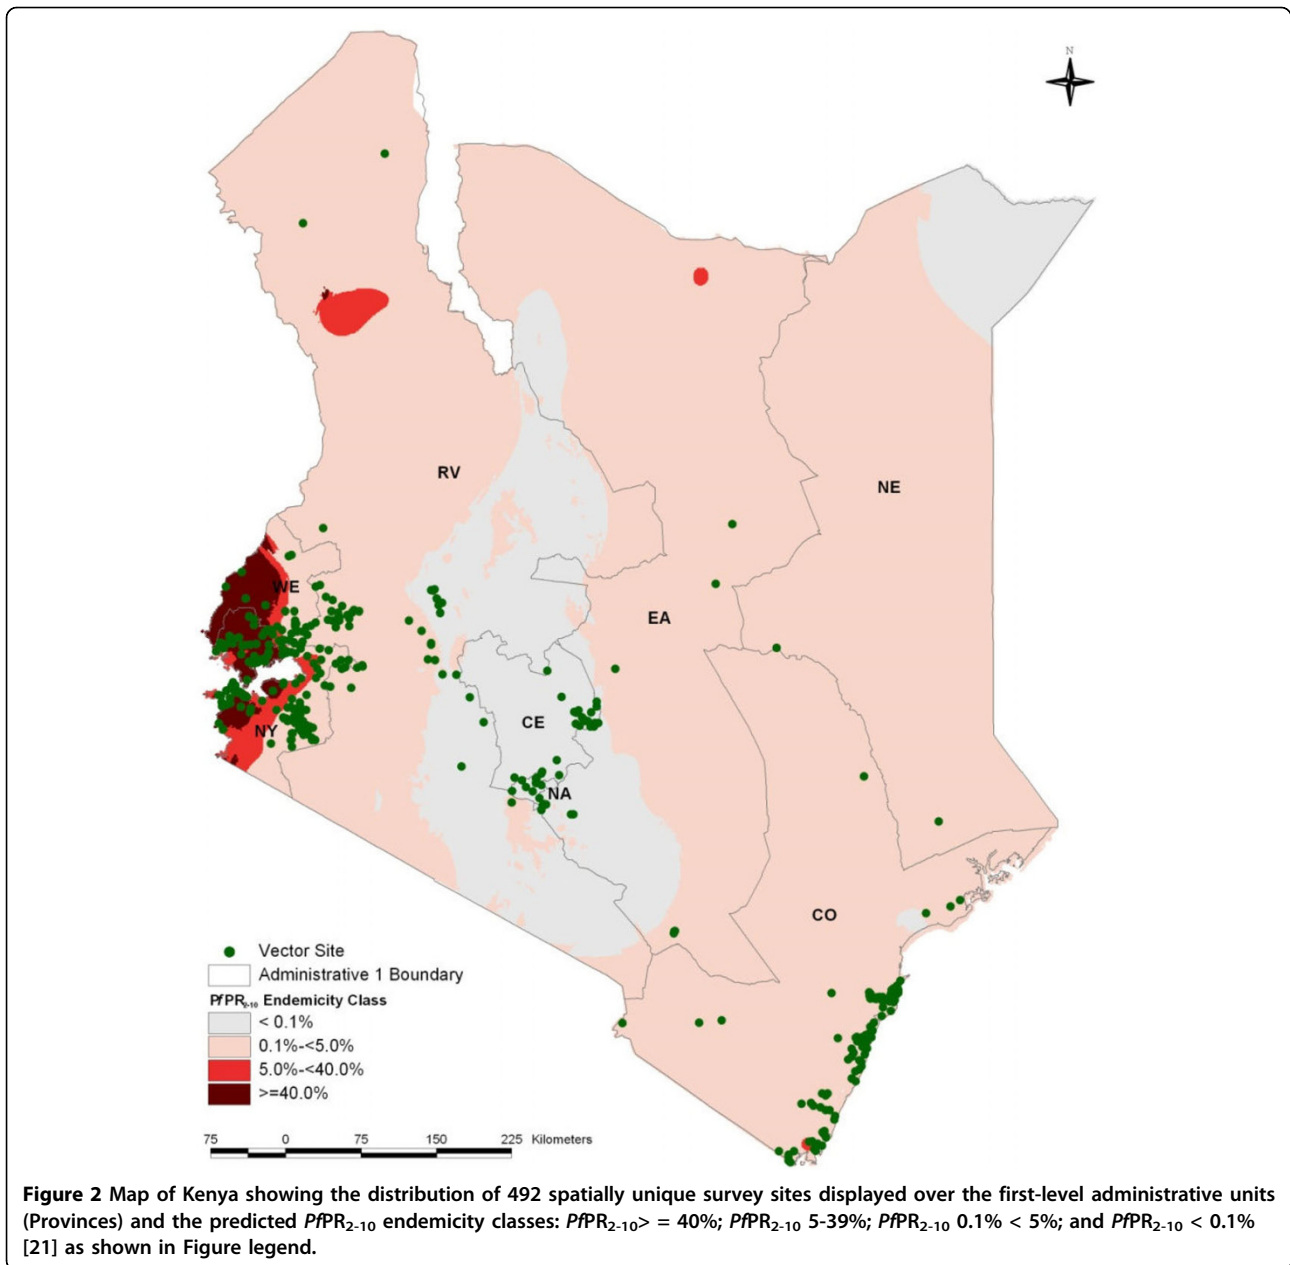 N
RV
NE
WE
EA
CE
NY
NA
CO
Vector Site
Administrative 1 Boundary
PfPR2-10 Endemicity Class
< 0.1%
0.1%-<5.0%
5.0%-<40.0%
>=40.0%
75 0 75 150 225 Kilometers
Figure 2 Map of Kenya showing the distribution of 492 spatially unique survey sites displayed over the first-level administrative units
(Provinces) and the predicted PfPR2-10 endemicity classes: PfPR2-10> = 40%; PfPR2-10 5-39%; PfPR2-10 0.1% < 5%; and PfPR2-10 < 0.1%
[21] as shown in Figure legend.